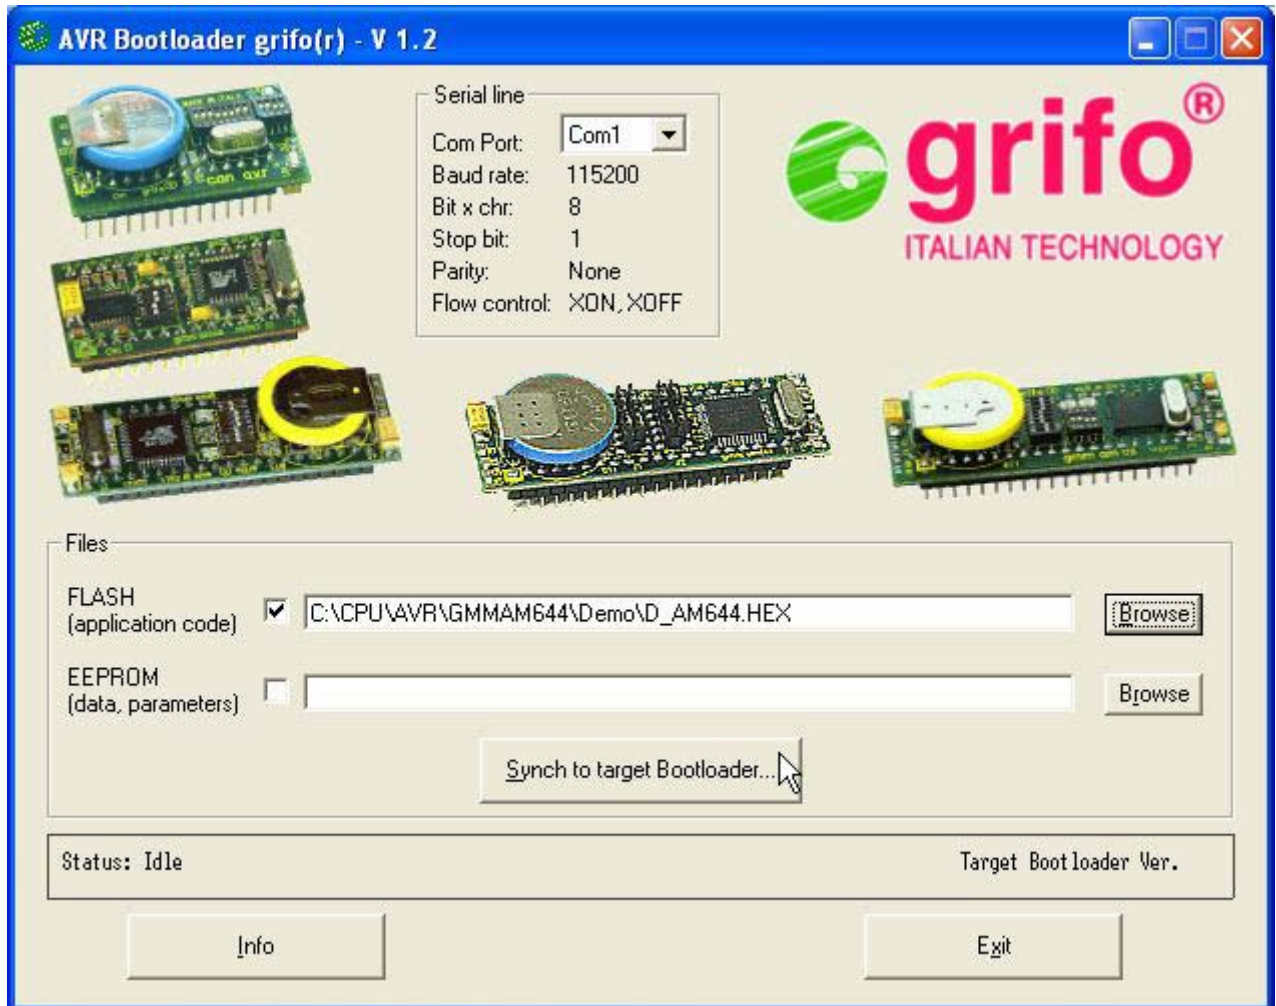 AVR Bootloader grifo(r) - V 1.2
Serial line
Com Port: Com1
Baud rate: 115200
Bit x chr: 8
Stop bit: 1
Parity: None
Flow control: XON, XOFF
grifo®
ITALIAN TECHNOLOGY
Files
FLASH
(application code)
C:\CPU\AVR\GMMAM644\Demo\D_AM644.HEX
Browse
EEPROM
(data, parameters)
Browse
Synch to target Bootloader...
Status: Idle
Target Bootloader Ver.
Info
Exit